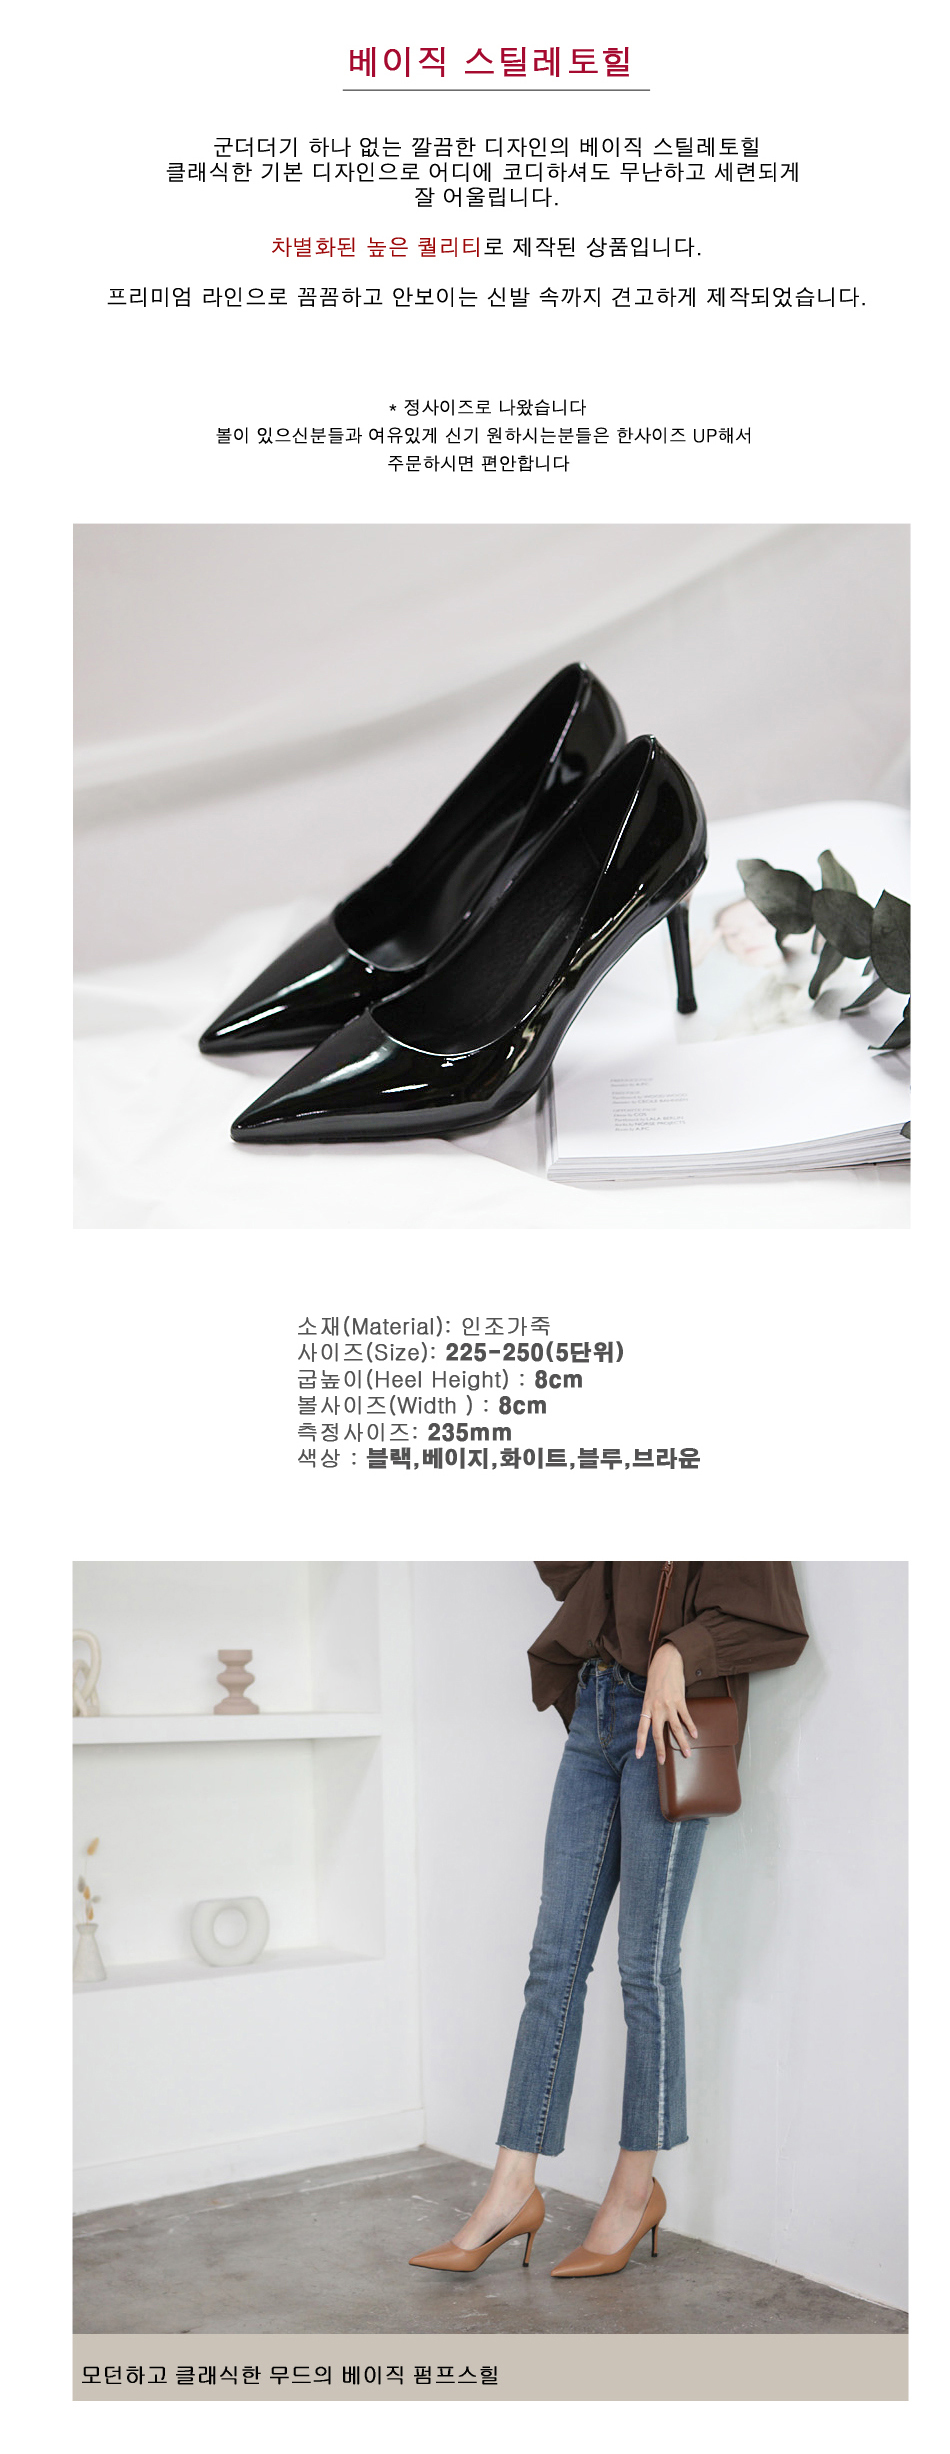 베이직 스틸레토힐
군더더기 하나 없는 깔끔한 디자인의 베이직 스틸레토힐
클래식한 기본 디자인으로 어디에 코디하셔도 무난하고 세련되게
잘 어울립니다.
차별화된 높은 퀄리티로 제작된 상품입니다.
프리미엄 라인으로 꼼꼼하고 안보이는 신발 속까지 견고하게 제작되었습니다.
* 정사이즈로 나왔습니다
볼이 있으신분들과 여유있게 신기 원하시는분들은 한사이즈 UP해서
주문하시면 편안합니다
소재(Material): 인조가죽
사이즈(Size): 225-250(5단위)
굽높이(Heel Height) : 8cm
볼사이즈(Width ) : 8cm
측정사이즈: 235mm
색상 : 블랙,베이지,화이트,블루,브라운
모던하고 클래식한 무드의 베이직 펌프스힐